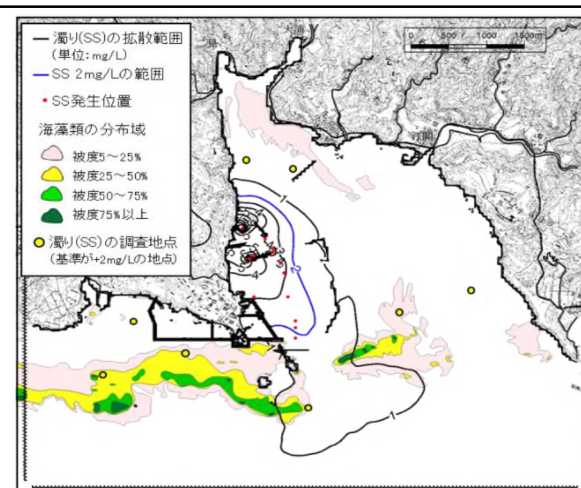 濁り(SS)の拡散範囲
(単位: mg/L)
SS 2mg/Lの範囲
SS発生位置
海藻類の分布域
被度5～25%
被度25～50%
被度50～75%
被度75%以上
濁り(SS)の調査地点
(基準が+2mg/Lの地点)
0 500 1000 1500m
1
2
1